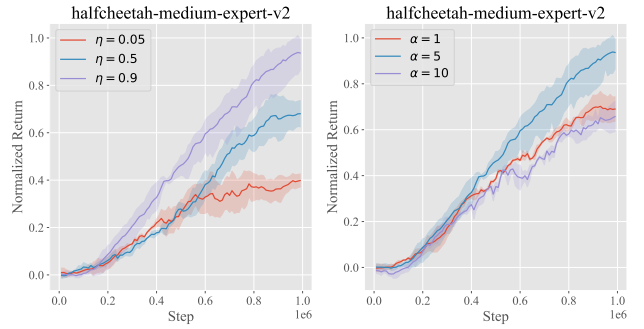 halfcheetah-medium-expert-v2
1.0
0.8
0.6
0.4
0.2
0.0
Normalized Return
η = 0.05
η = 0.5
η = 0.9
0.0
0.2
0.4
0.6
0.8
1.0
1e6
Step
halfcheetah-medium-expert-v2
1.0
0.8
0.6
0.4
0.2
0.0
Normalized Return
α = 1
α = 5
α = 10
0.0
0.2
0.4
0.6
0.8
1.0
1e6
Step